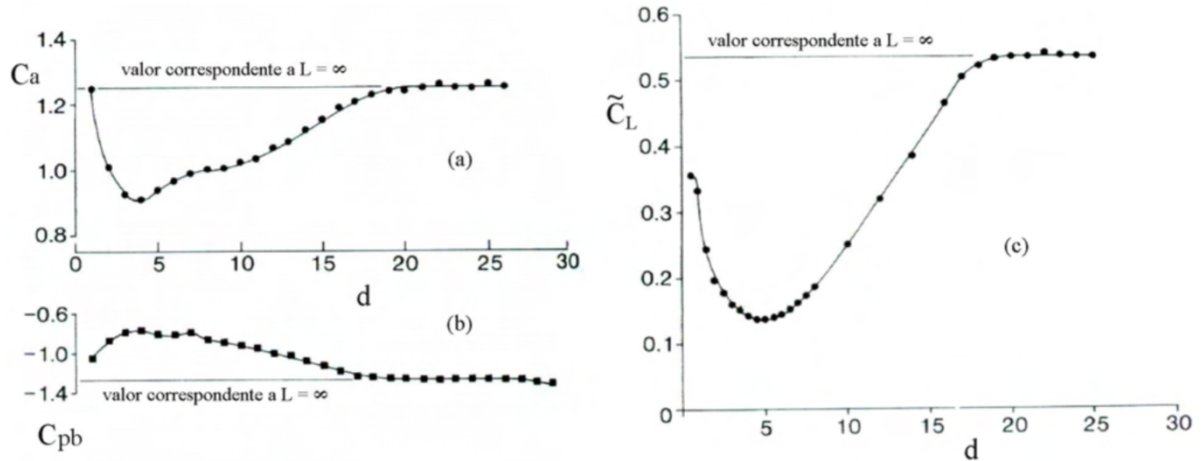 1.4
Ca
valor correspondente a L = ∞
1.2
1.0
(a)
0.8
0 5 10 15 20 25 30
d
−0.6
(b)
−1.0
−1.4
valor correspondente a L = ∞
Cpb
0.6
valor correspondente a L = ∞
0.5
C̃L
0.4
0.3
(c)
0.2
0.1
0
5 10 15 20 25 30
d